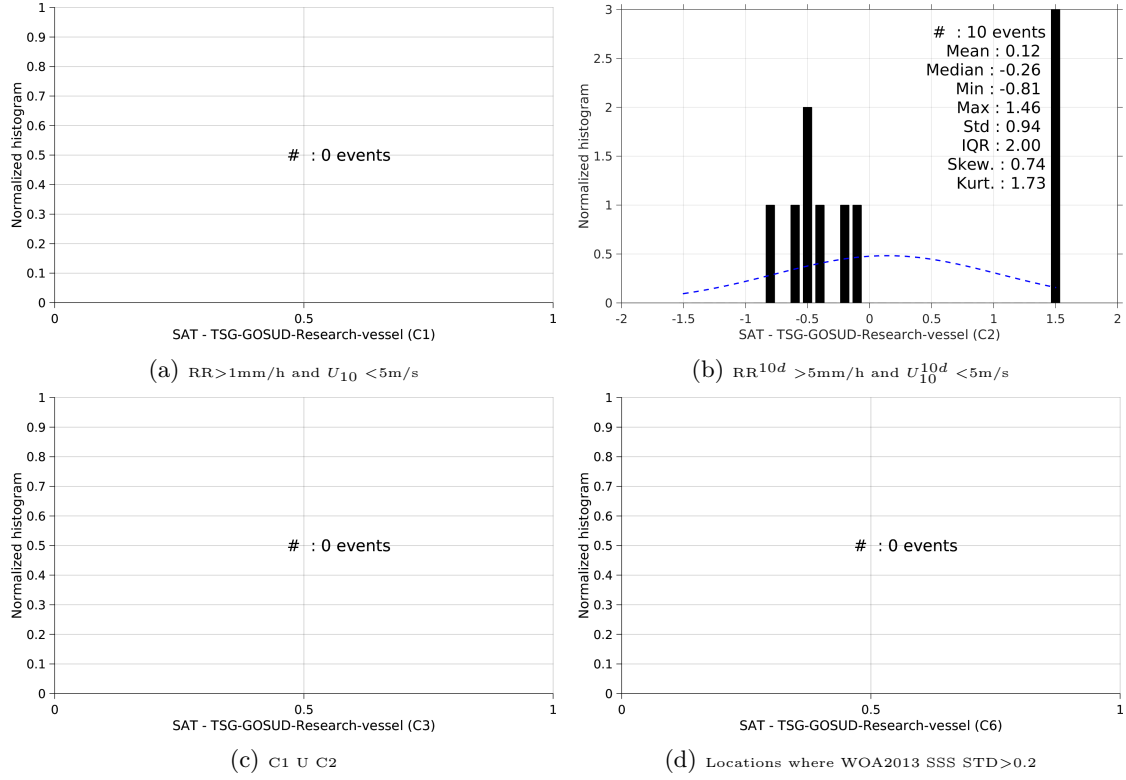 1
0.9
0.8
0.7
0.6
0.5
0.4
0.3
0.2
0.1
0
Normalized histogram
# : 0 events
0 0.5 1
SAT - TSG-GOSUD-Research-vessel (C1)
(a) RR>1mm/h and U10 <5m/s
3
2.5
2
1.5
1
0.5
0
Normalized histogram
# : 10 events
Mean : 0.12
Median : -0.26
Min : -0.81
Max : 1.46
Std : 0.94
IQR : 2.00
Skew. : 0.74
Kurt. : 1.73
-2 -1.5 -1 -0.5 0 0.5 1 1.5 2
SAT - TSG-GOSUD-Research-vessel (C2)
(b) RR10d >5mm/h and U10d10 <5m/s
1
0.9
0.8
0.7
0.6
0.5
0.4
0.3
0.2
0.1
0
Normalized histogram
# : 0 events
0 0.5 1
SAT - TSG-GOSUD-Research-vessel (C3)
(c) C1 U C2
1
0.9
0.8
0.7
0.6
0.5
0.4
0.3
0.2
0.1
0
Normalized histogram
# : 0 events
0 0.5 1
SAT - TSG-GOSUD-Research-vessel (C6)
(d) Locations where WOA2013 SSS STD>0.2